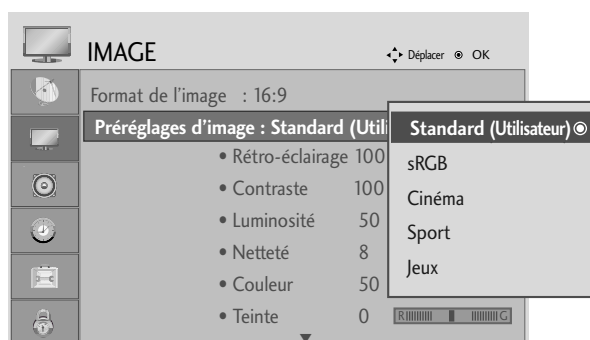 IMAGE
Déplacer OK
Format de l'image : 16:9
Préréglages d'image : Standard (Utili
• Rétro-éclairage 100
• Contraste 100
• Luminosité 50
• Netteté 8
• Couleur 50
• Teinte 0 R G
Standard (Utilisateur)
sRGB
Cinéma
Sport
Jeux